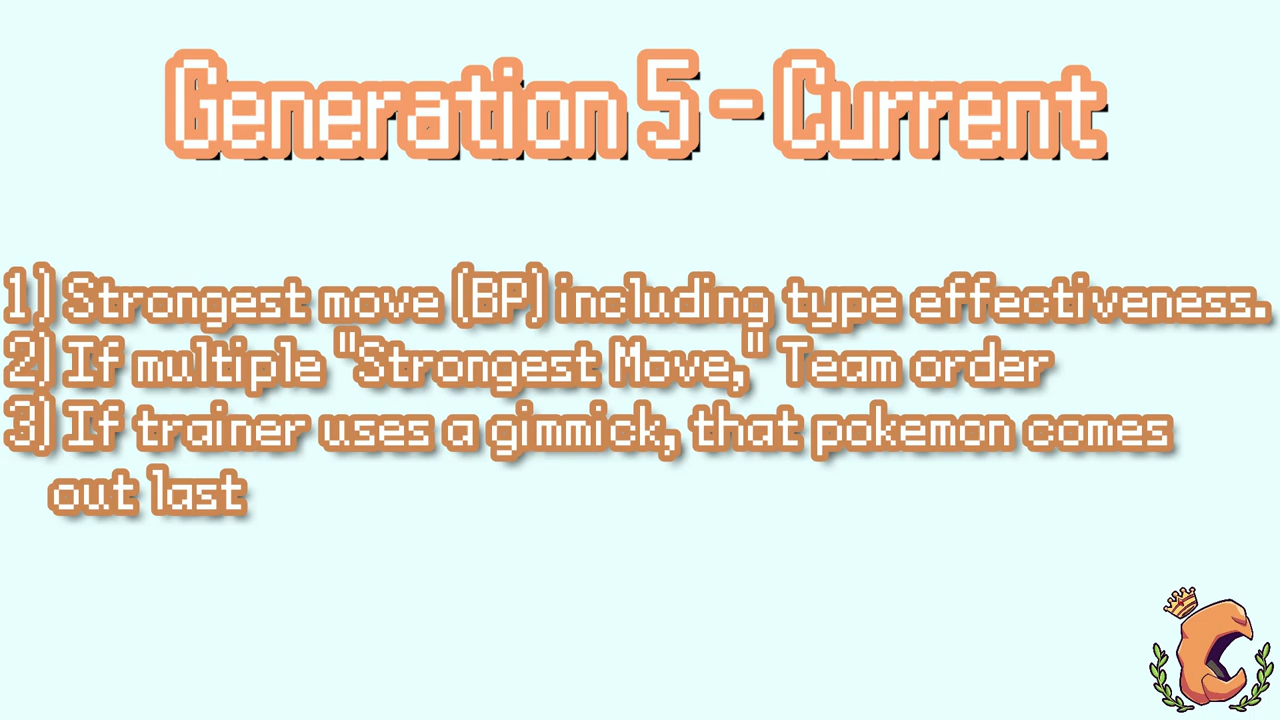 Generation 5 - Current
1) Strongest move (BP) including type effectiveness.
2) If multiple "Strongest Move," Team order
3) If trainer uses a gimmick, that pokemon comes
out last